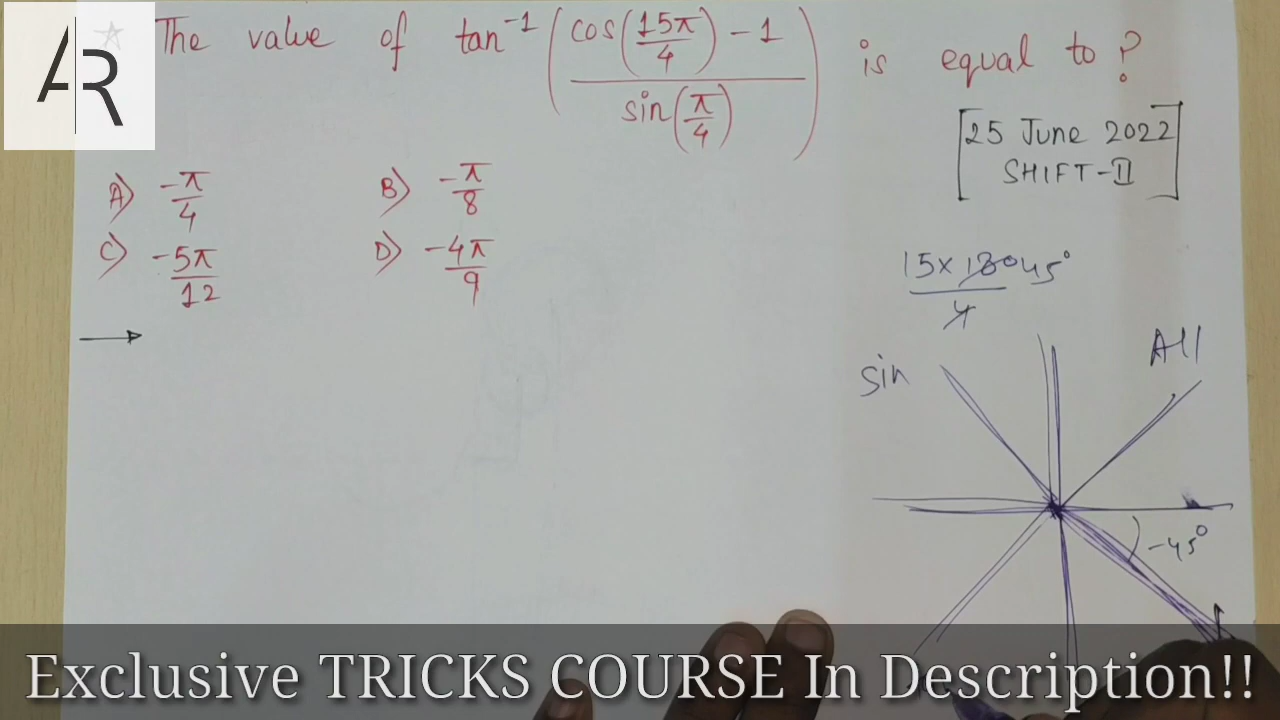 AR
The value of tan⁻¹ ( (cos(15π/4) - 1) / sin(π/4) ) is equal to ?
[25 June 2022
SHIFT-II]
A) -π/4 B) -π/8
C) -5π/12 D) -4π/9
15 x 180 45°
4
All
sin
-45°
Exclusive TRICKS COURSE In Description!!